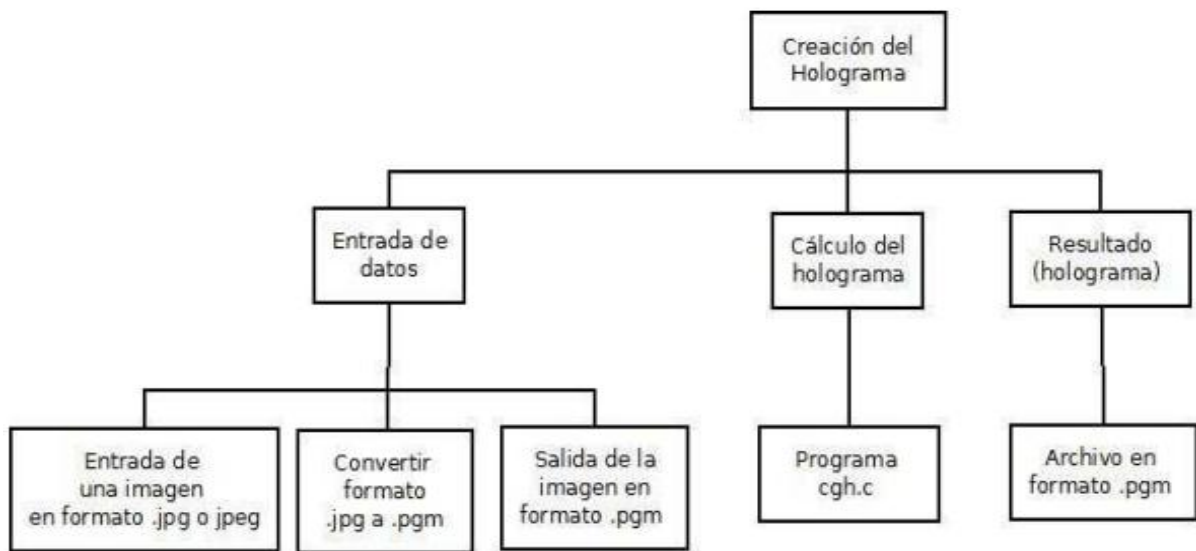 Creación del
Holograma
Entrada de
datos
Cálculo del
holograma
Resultado
(holograma)
Entrada de
una imagen
en formato .jpg o jpeg
Convertir
formato
.jpg a .pgm
Salida de la
imagen en
formato .pgm
Programa
cgh.c
Archivo en
formato .pgm